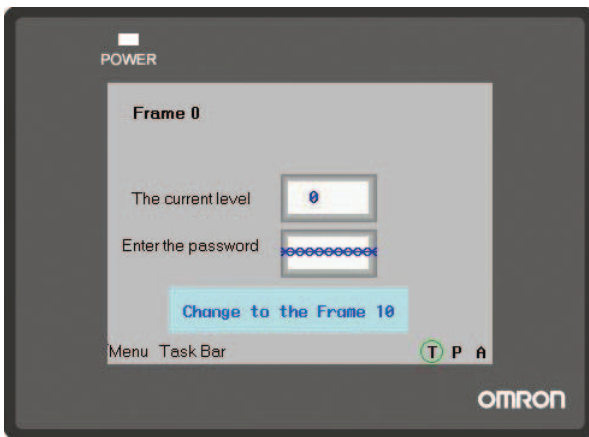 POWER
Frame 0
The current level
0
Enter the password
Change to the Frame 10
Menu Task Bar
T P A
OMRON